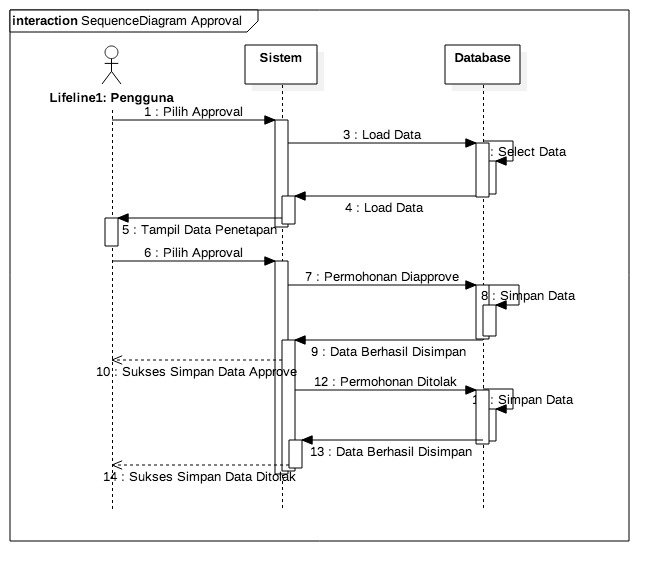 interaction SequenceDiagram Approval
Sistem
Database
Lifeline1: Pengguna
1 : Pilih Approval
3 : Load Data
: Select Data
4 : Load Data
5 : Tampil Data Penetapan
6 : Pilih Approval
7 : Permohonan Diapprove
8 : Simpan Data
9 : Data Berhasil Disimpan
10 : Sukses Simpan Data Approve
12 : Permohonan Ditolak
1 : Simpan Data
13 : Data Berhasil Disimpan
14 : Sukses Simpan Data Ditolak